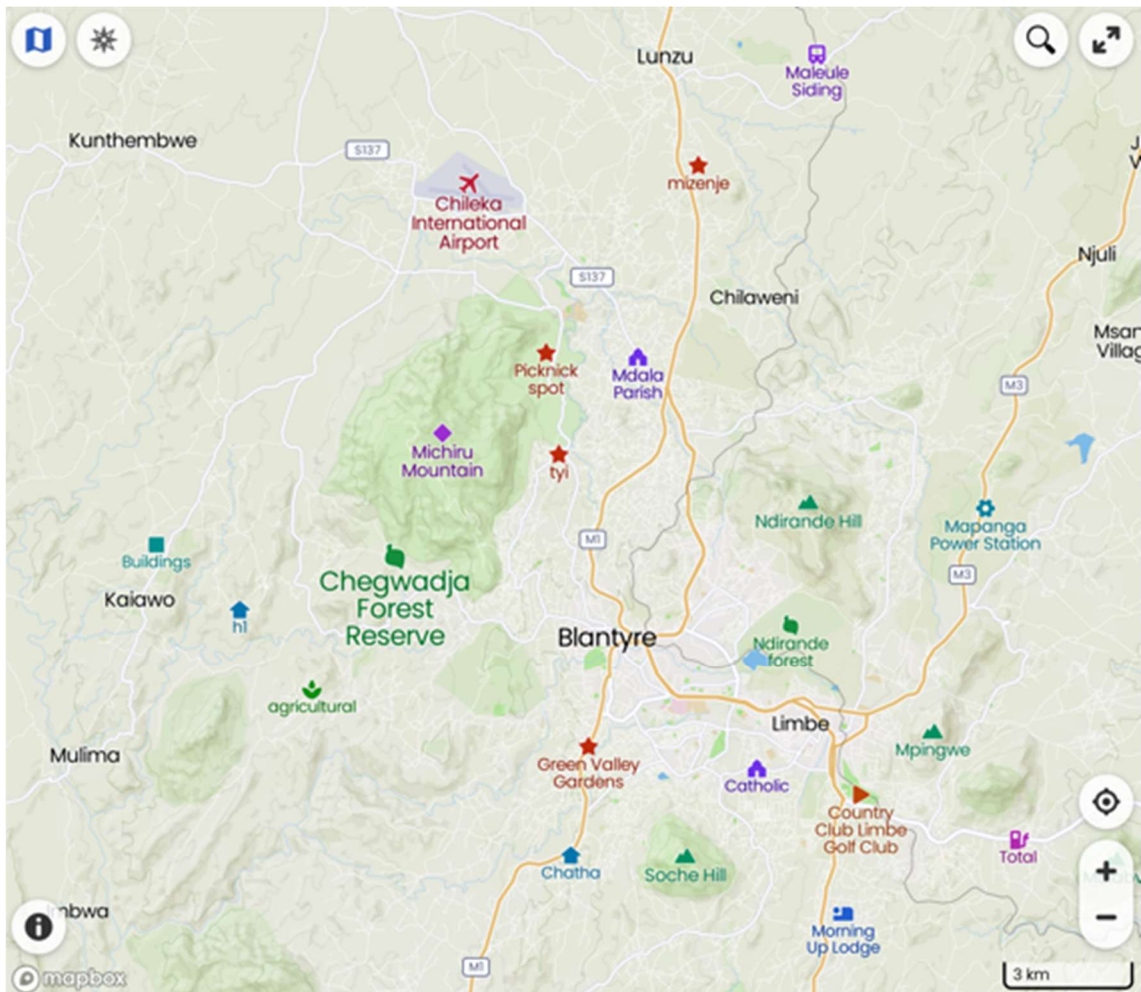 Lunzu
Maleule
Siding
Kunthembwe
S137
mizenje
Chileka
International
Airport
Njuli
S137
Chilaweni
Msan
Villag
Picknick
spot
Mdala
Parish
M3
Michiru
Mountain
tyi
Ndirande Hill
Mapanga
Power Station
M1
Buildings
M3
Chegwadja
Forest
Reserve
Kaiawo
h1
Blantyre
Ndirande
forest
agricultural
Limbe
Mulima
Mpingwe
Green Valley
Gardens
Catholic
Country
Club Limbe
Golf Club
Total
Chatha
Soche Hill
mbwa
Morning
Up Lodge
M1
mapbox
3 km